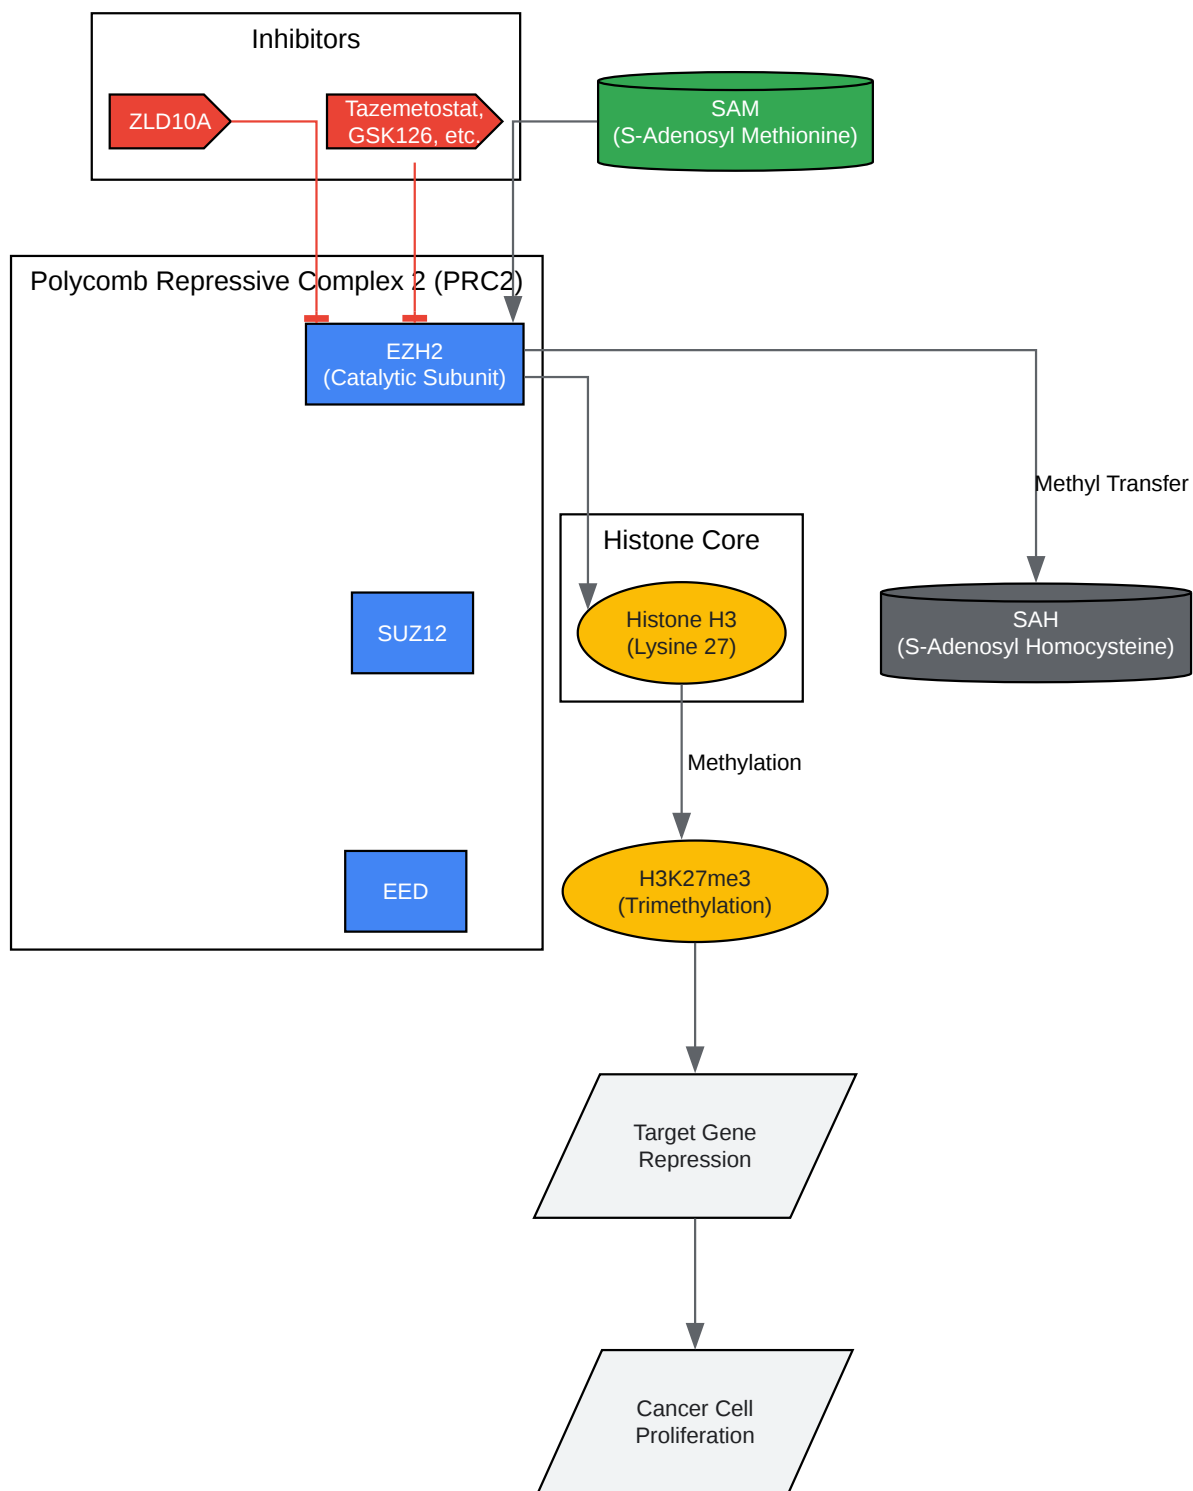 Inhibitors
ZLD10A
Tazemetostat,
GSK126, etc.
SAM
(S-Adenosyl Methionine)
Polycomb Repressive Complex 2 (PRC2)
EZH2
(Catalytic Subunit)
Methyl Transfer
Histone Core
Histone H3
(Lysine 27)
SUZ12
SAH
(S-Adenosyl Homocysteine)
Methylation
EED
H3K27me3
(Trimethylation)
Target Gene
Repression
Cancer Cell
Proliferation